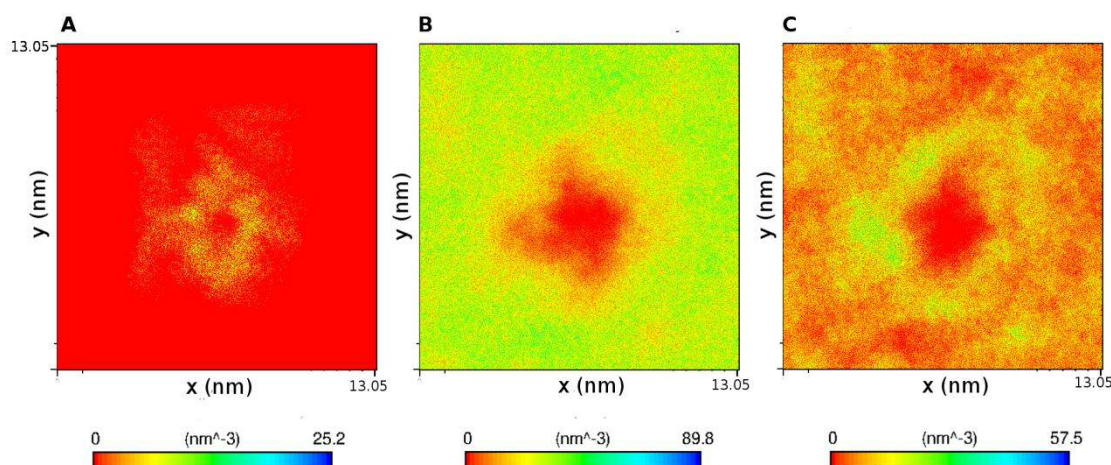 A B C
13.05
y (nm) y (nm) y (nm)
13.05 13.05 13.05
x (nm) x (nm) x (nm)
0 (nm^-3) 25.2 0 (nm^-3) 89.8 0 (nm^-3) 57.5